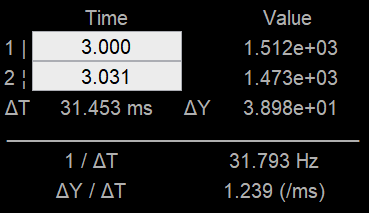 Time Value
1 | 3.000 1.512e+03
2 ¦ 3.031 1.473e+03
ΔT 31.453 ms ΔY 3.898e+01
1 / ΔT 31.793 Hz
ΔY / ΔT 1.239 (/ms)